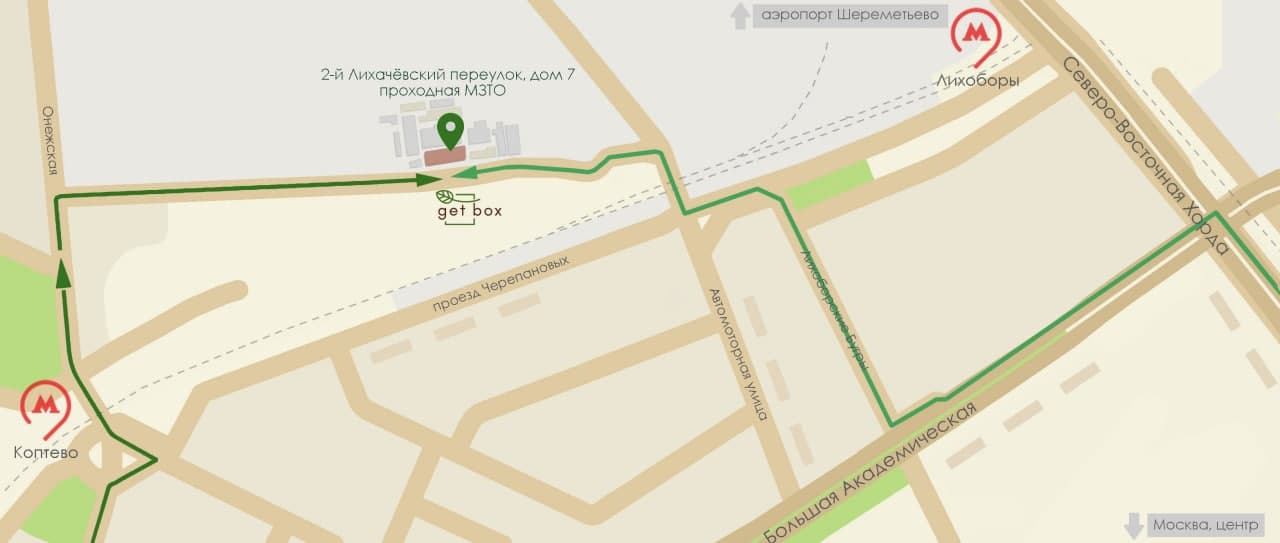 аэропорт Шереметьево
М
Лихоборы
2-й Лихачёвский переулок, дом 7
проходная МЗТО
Онежская
Северо-Восточная Хорда
get box
проезд Черепановых
Автомоторная улица
Лихоборские Бугры
М
Коптево
Большая Академическая
Москва, центр